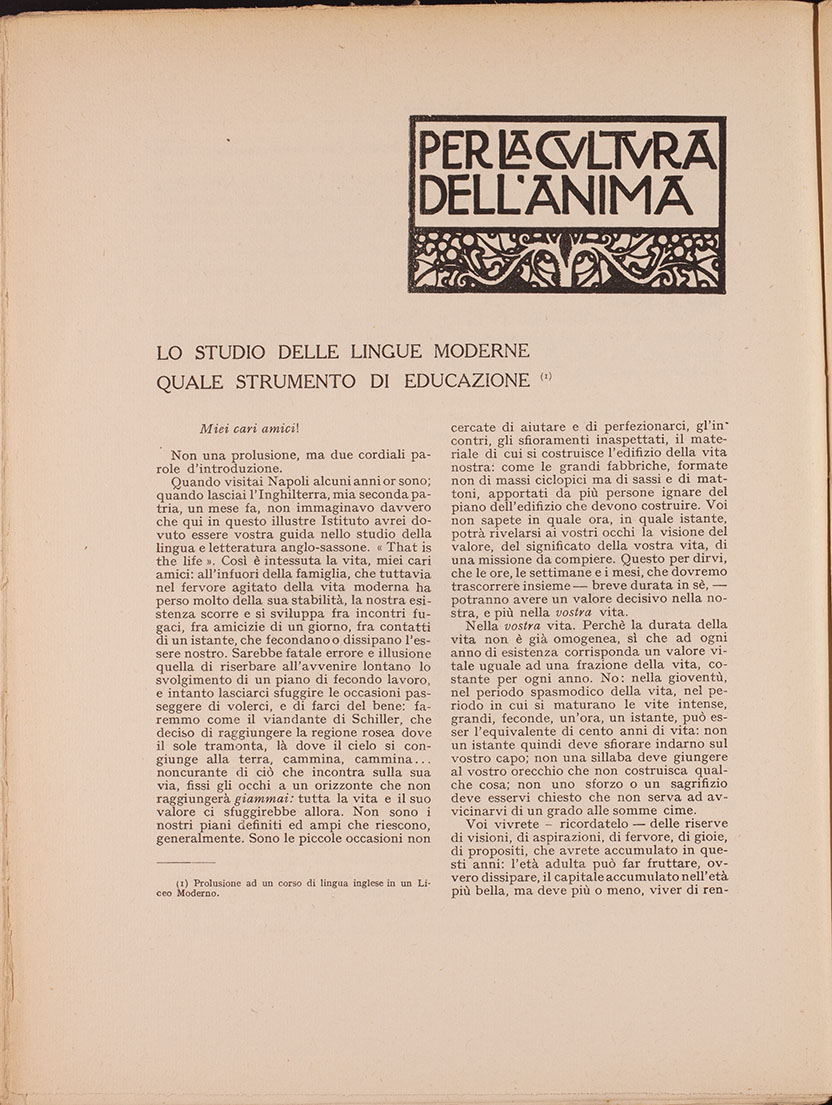 PER LA CVLTVRA
DELL'ANIMA
LO STUDIO DELLE LINGUE MODERNE
QUALE STRUMENTO DI EDUCAZIONE (1)
Miei cari amici!
Non una prolusione, ma due cordiali pa-
role d'introduzione.
Quando visitai Napoli alcuni anni or sono;
quando lasciai l'Inghilterra, mia seconda pa-
tria, un mese fa, non immaginavo davvero
che qui in questo illustre Istituto avrei do-
vuto essere vostra guida nello studio della
lingua e letteratura anglo-sassone. « That is
the life ». Così è intessuta la vita, miei cari
amici: all'infuori della famiglia, che tuttavia
nel fervore agitato della vita moderna ha
perso molto della sua stabilità, la nostra esi-
stenza scorre e si sviluppa fra incontri fu-
gaci, fra amicizie di un giorno, fra contatti
di un istante, che fecondano o dissipano l'es-
sere nostro. Sarebbe fatale errore e illusione
quella di riserbare all'avvenire lontano lo
svolgimento di un piano di fecondo lavoro,
e intanto lasciarci sfuggire le occasioni pas-
seggere di volerci, e di farci del bene: fa-
remmo come il viandante di Schiller, che
deciso di raggiungere la regione rosea dove
il sole tramonta, là dove il cielo si con-
giunge alla terra, cammina, cammina...
noncurante di ciò che incontra sulla sua
via, fissi gli occhi a un orizzonte che non
raggiungerà giammai: tutta la vita e il suo
valore ci sfuggirebbe allora. Non sono i
nostri piani definiti ed ampi che riescono,
generalmente. Sono le piccole occasioni non
(1) Prolusione ad un corso di lingua inglese in un Li-
ceo Moderno.
cercate di aiutare e di perfezionarci, gl'in-
contri, gli sfioramenti inaspettati, il mate-
riale di cui si costruisce l'edifizio della vita
nostra: come le grandi fabbriche, formate
non di massi ciclopici ma di sassi e di mat-
toni, apportati da più persone ignare del
piano dell'edifizio che devono costruire. Voi
non sapete in quale ora, in quale istante,
potrà rivelarsi ai vostri occhi la visione del
valore, del significato della vostra vita, di
una missione da compiere. Questo per dirvi,
che le ore, le settimane e i mesi, che dovremo
trascorrere insieme — breve durata in sè, —
potranno avere un valore decisivo nella no-
stra, e più nella vostra vita.
Nella vostra vita. Perchè la durata della
vita non è già omogenea, sì che ad ogni
anno di esistenza corrisponda un valore vi-
tale uguale ad una frazione della vita, co-
stante per ogni anno. No: nella gioventù,
nel periodo spasmodico della vita, nel pe-
riodo in cui si maturano le vite intense,
grandi, feconde, un'ora, un istante, può es-
ser l'equivalente di cento anni di vita: non
un istante quindi deve sfiorare indarno sul
vostro capo; non una sillaba deve giungere
al vostro orecchio che non costruisca qual-
che cosa; non uno sforzo o un sagrifizio
deve esservi chiesto che non serva ad av-
vicinarvi di un grado alle somme cime.
Voi vivrete – ricordatelo — delle riserve
di visioni, di aspirazioni, di fervore, di gioie,
di propositi, che avrete accumulato in que-
sti anni: l'età adulta può far fruttare, ov-
vero dissipare, il capitale accumulato nell'età
più bella, ma deve più o meno, viver di ren-